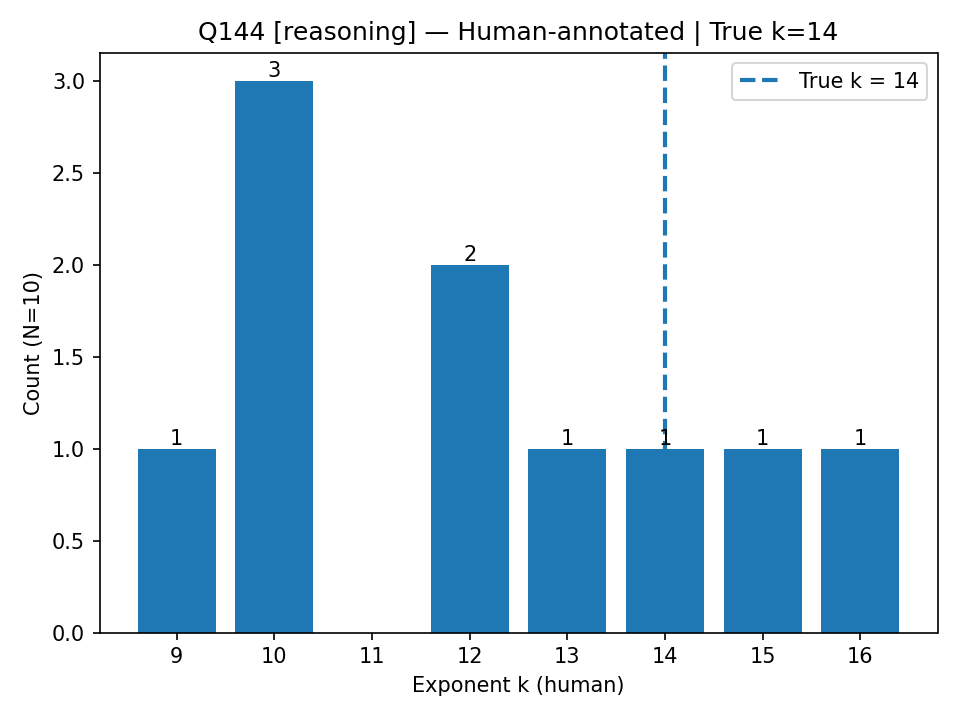 Q144 [reasoning] — Human-annotated | True k=14
True k = 14
3
2
1
1
1
1
1
3.0
2.5
2.0
1.5
1.0
0.5
0.0
Count (N=10)
9 10 11 12 13 14 15 16
Exponent k (human)